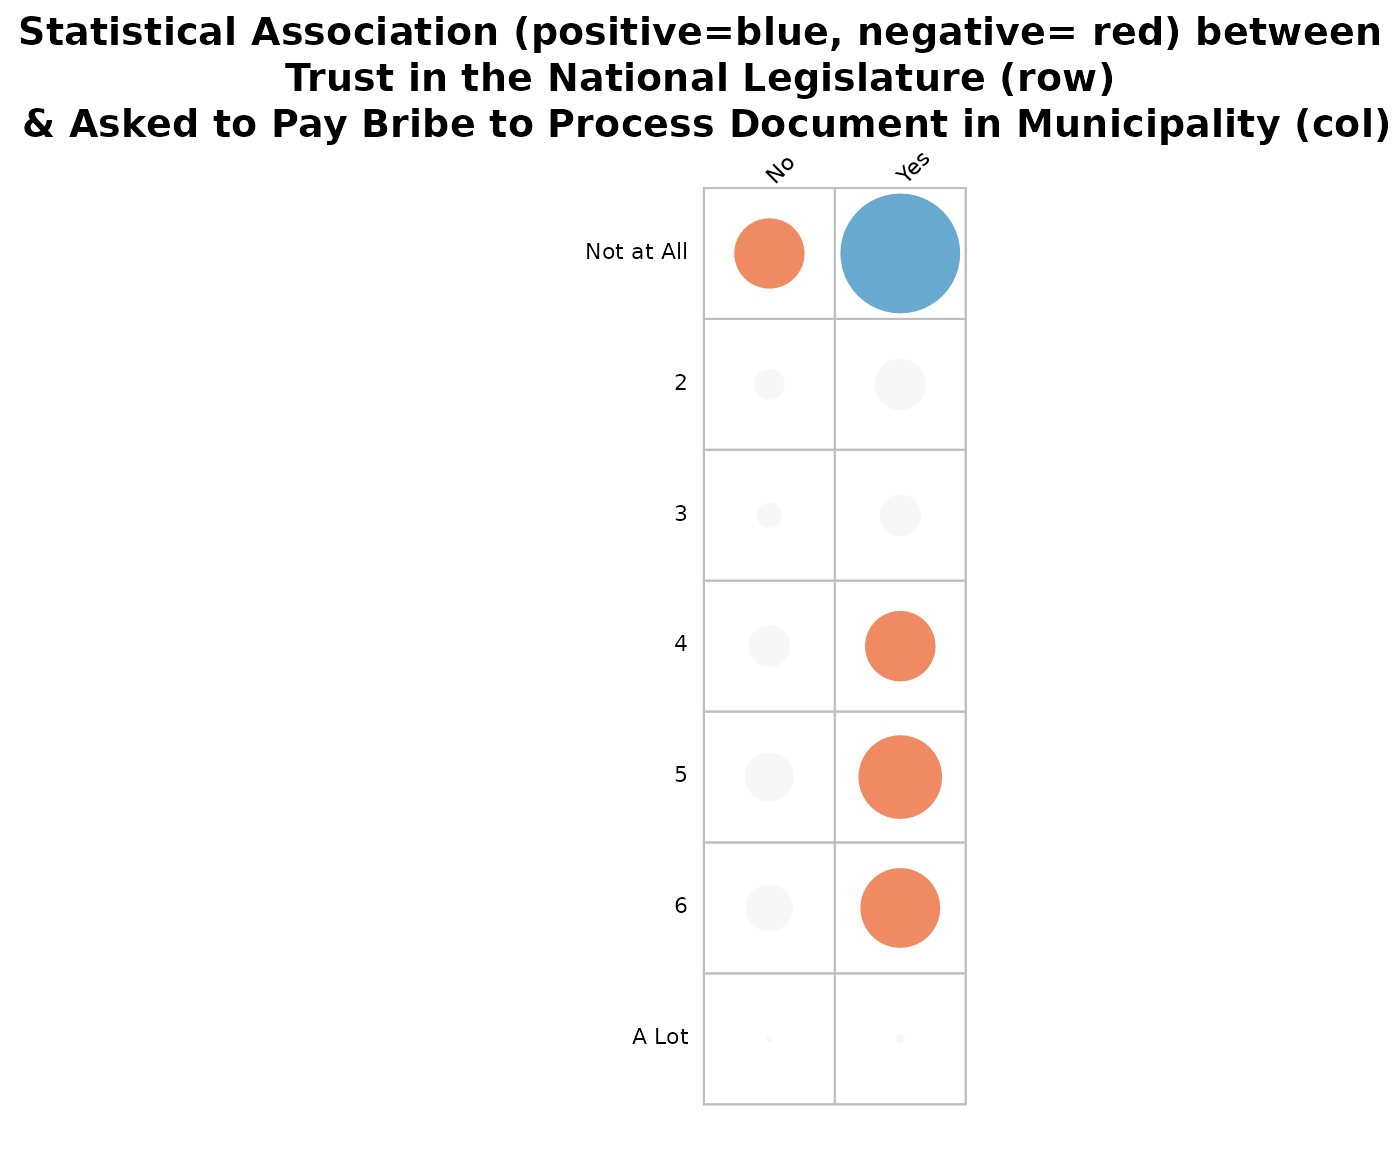 Statistical Association (positive=blue, negative= red) between
Trust in the National Legislature (row)
& Asked to Pay Bribe to Process Document in Municipality (col)
No Yes
Not at All
2
3
4
5
6
A Lot